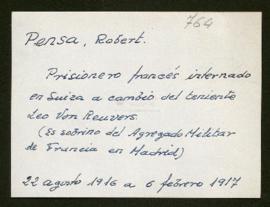 764
Pensa, Robert.
Prisionero francés internado
en Suiza a cambio del teniente
Leo Von Reuvers.
(Es sobrino del Agregado Militar
de Francia en Madrid)
22 agosto 1916 a 6 febrero 1917